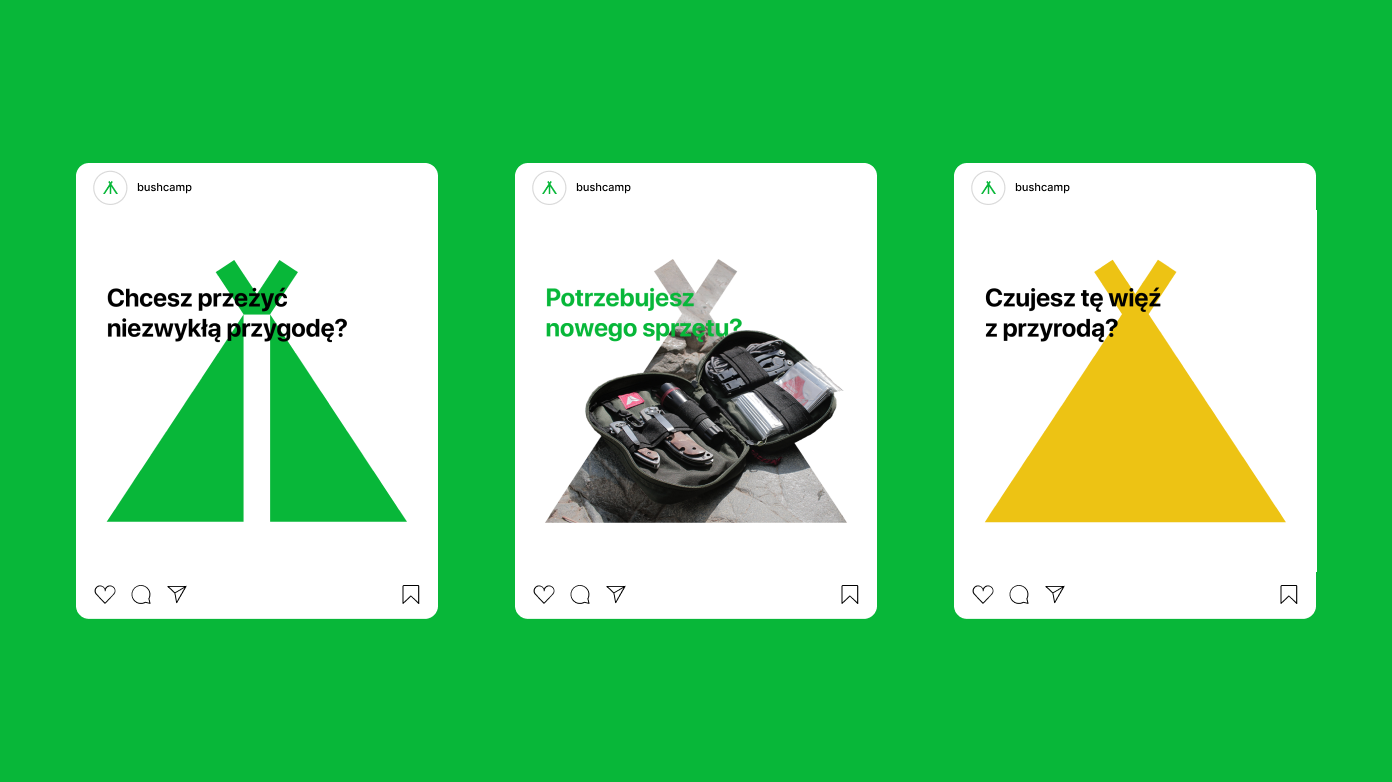 bushcamp
Chcesz przeżyć
niezwykłą przygodę?
bushcamp
Potrzebujesz
nowego sprzętu?
bushcamp
Czujesz tę więź
z przyrodą?